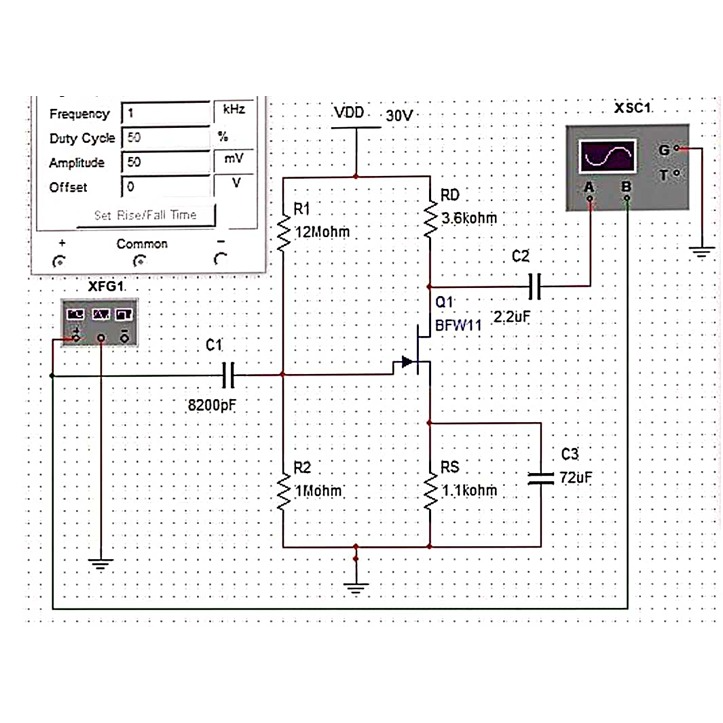 Frequency 1 kHz
Duty Cycle 50 %
Amplitude 50 mV
Offset 0 V
Set Rise/Fall Time
+ Common −
XFG1
+ −
VDD 30V
XSC1
G
T
A B
R1
12Mohm
RD
3.6kohm
C2
2.2uF
Q1
BFW11
C1
8200pF
R2
1Mohm
RS
1.1kohm
C3
72uF